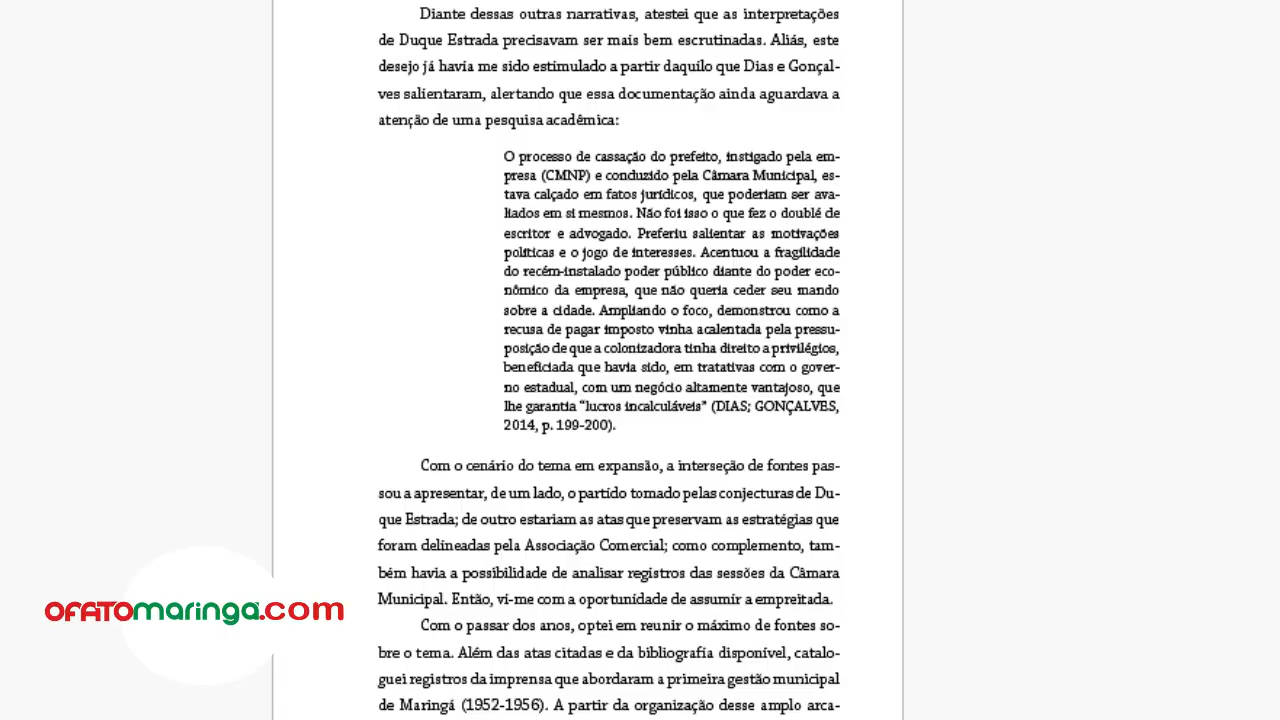 Diante dessas outras narrativas, atestei que as interpretações
de Duque Estrada precisavam ser mais bem escrutinadas. Aliás, este
desejo já havia me sido estimulado a partir daquilo que Dias e Gonçal-
ves salientaram, alertando que essa documentação ainda aguardava a
atenção de uma pesquisa acadêmica:
O processo de cassação do prefeito, instigado pela em-
presa (CMNP) e conduzido pela Câmara Municipal, es-
tava calçado em fatos jurídicos, que poderiam ser ava-
liados em si mesmos. Não foi isso o que fez o doublé de
escritor e advogado. Preferiu salientar as motivações
políticas e o jogo de interesses. Acentuou a fragilidade
do recém-instalado poder público diante do poder eco-
nômico da empresa, que não queria ceder seu mando
sobre a cidade. Ampliando o foco, demonstrou como a
recusa de pagar imposto vinha acalentada pela pressu-
posição de que a colonizadora tinha direito a privilégios,
beneficiada que havia sido, em tratativas com o gover-
no estadual, com um negócio altamente vantajoso, que
lhe garantia “lucros incalculáveis” (DIAS; GONÇALVES,
2014, p. 199-200).
Com o cenário do tema em expansão, a interseção de fontes pas-
sou a apresentar, de um lado, o partido tomado pelas conjecturas de Du-
que Estrada; de outro estariam as atas que preservam as estratégias que
foram delineadas pela Associação Comercial; como complemento, tam-
bém havia a possibilidade de analisar registros das sessões da Câmara
Municipal. Então, vi-me com a oportunidade de assumir a empreitada.
Com o passar dos anos, optei em reunir o máximo de fontes so-
bre o tema. Além das atas citadas e da bibliografia disponível, catalo-
guei registros da imprensa que abordaram a primeira gestão municipal
de Maringá (1952-1956). A partir da organização desse amplo arca-
OFATOmaringá.com